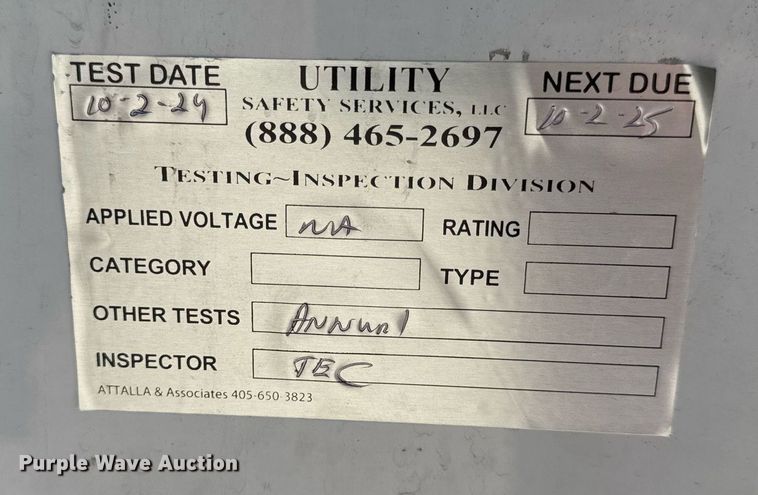 TEST DATE UTILITY NEXT DUE
10-2-24 SAFETY SERVICES, LLC 10-2-25
(888) 465-2697
TESTING~INSPECTION DIVISION
APPLIED VOLTAGE NA RATING
CATEGORY TYPE
OTHER TESTS ANNUAl
INSPECTOR TEC
ATTALLA & Associates 405-650-3823
Purple Wave Auction